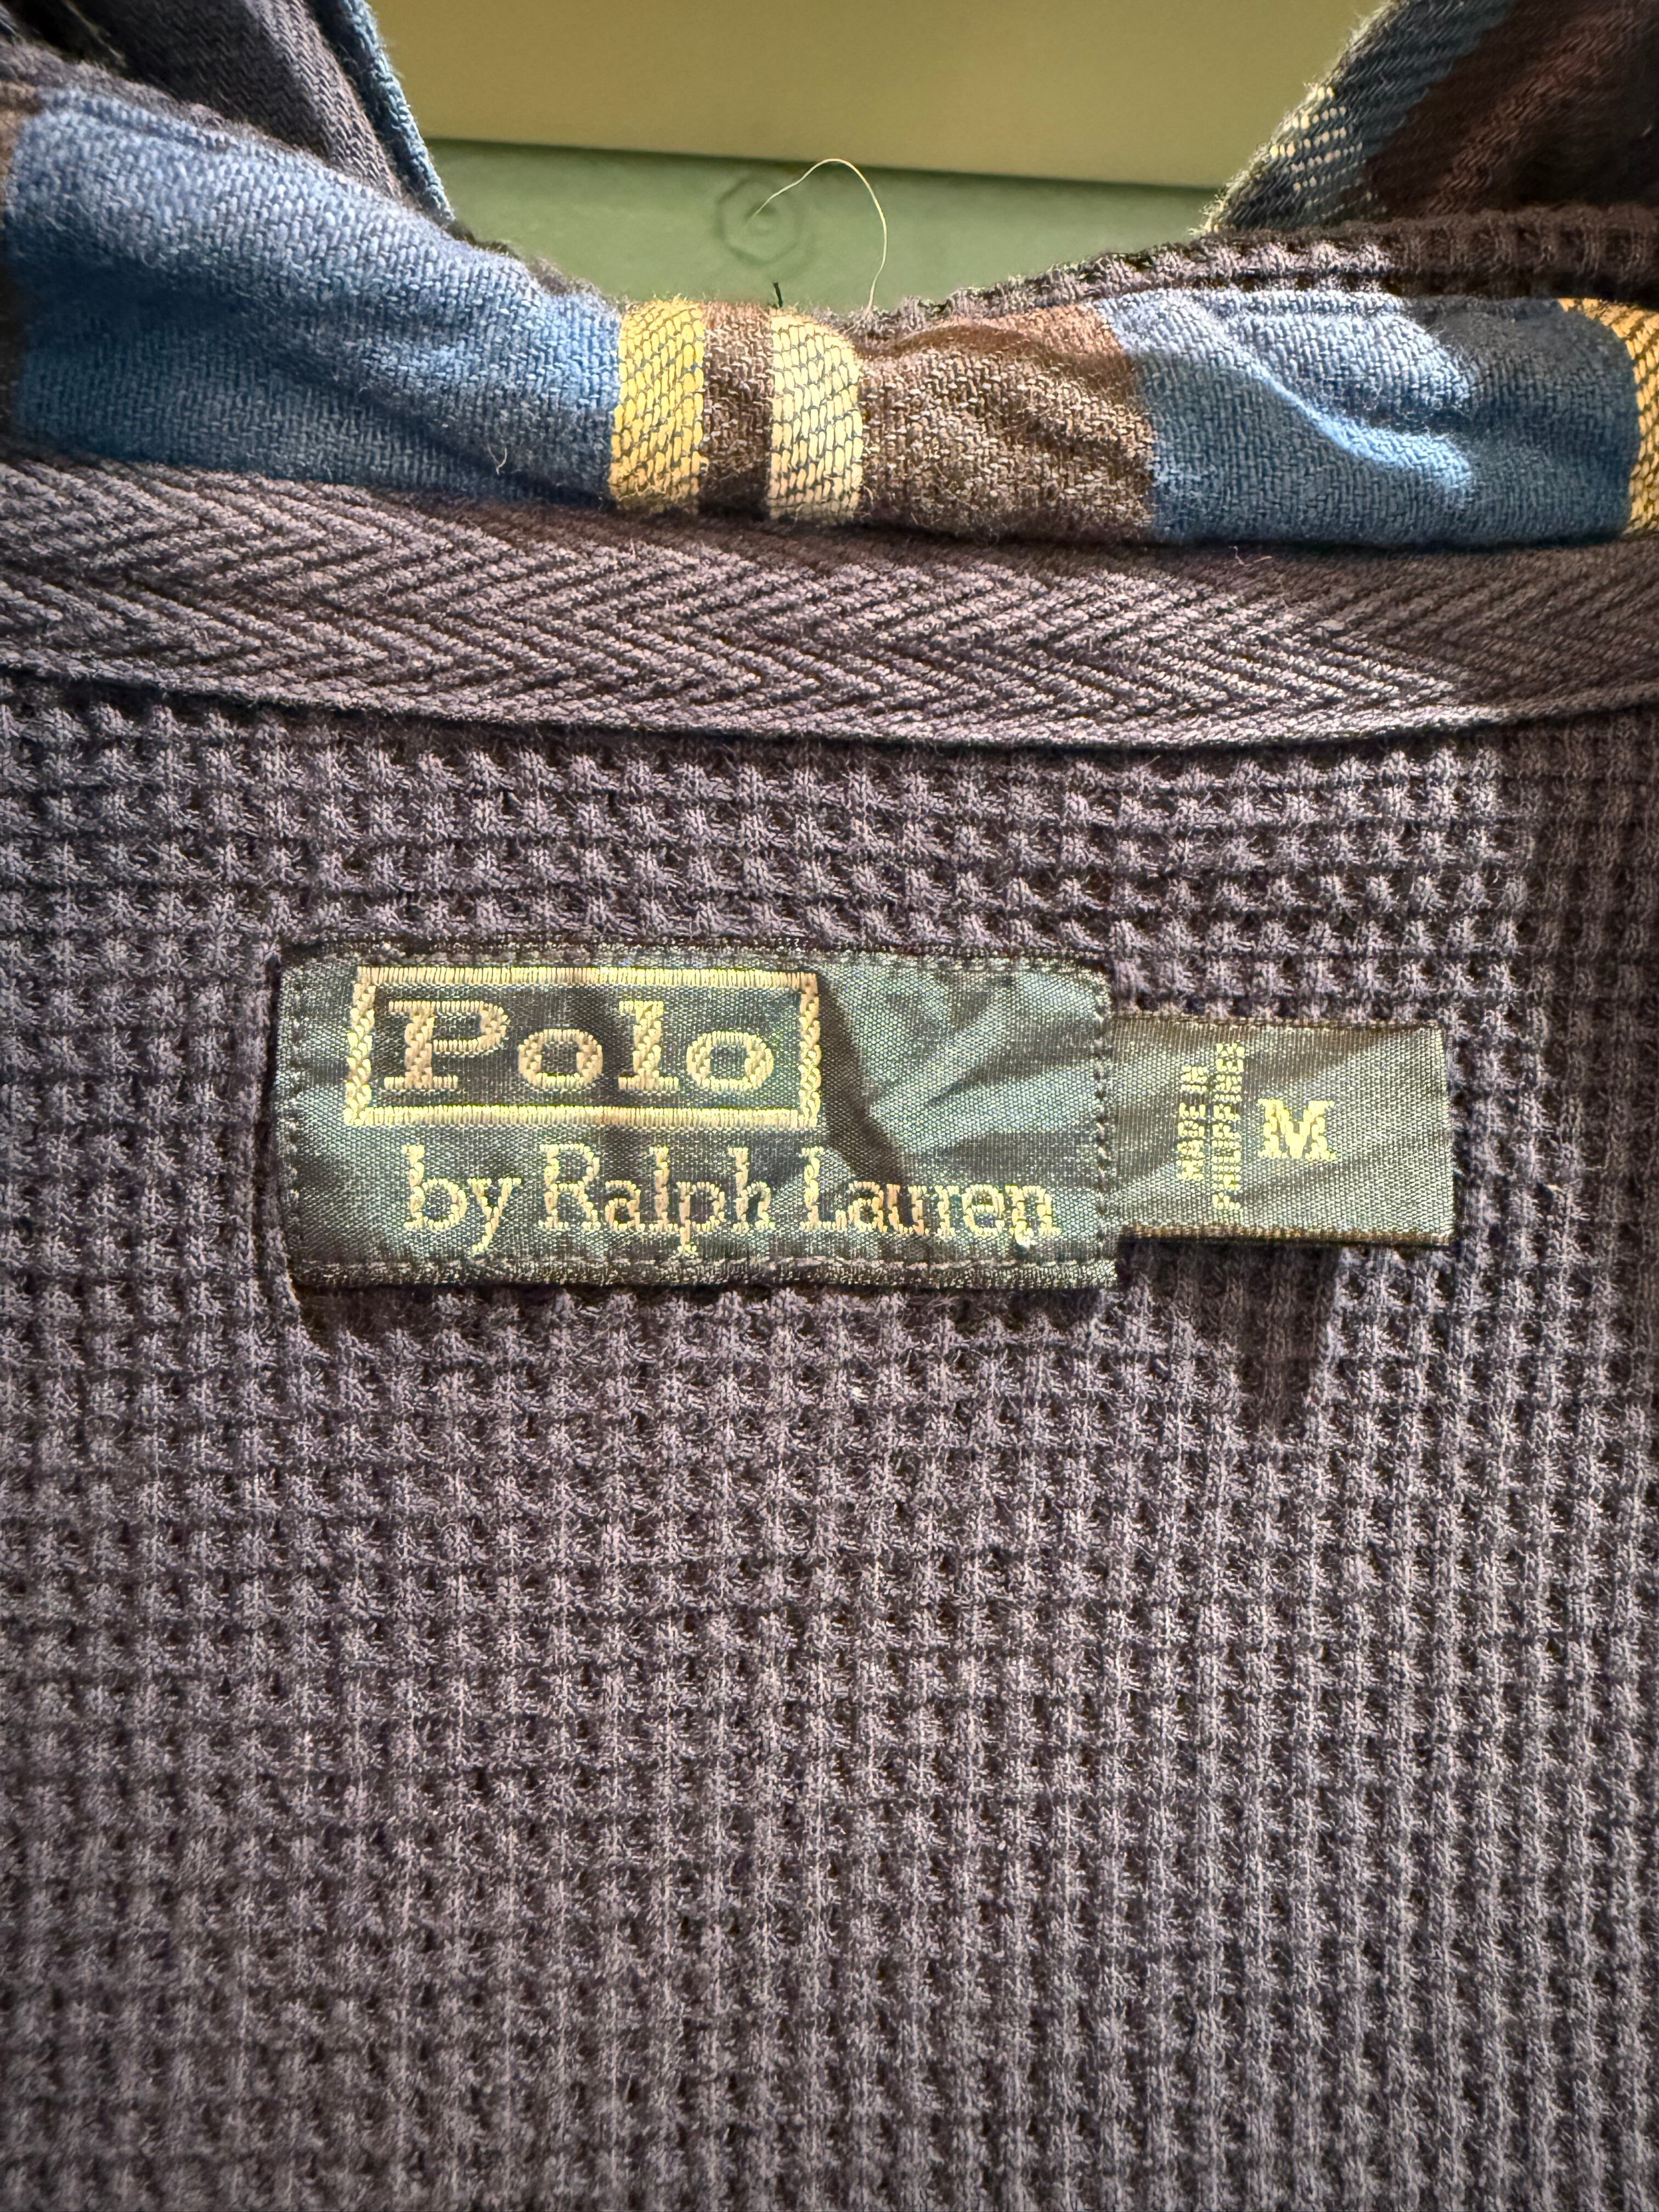 Polo
by Ralph Lauren
MADE IN
PHILIPPINES
M